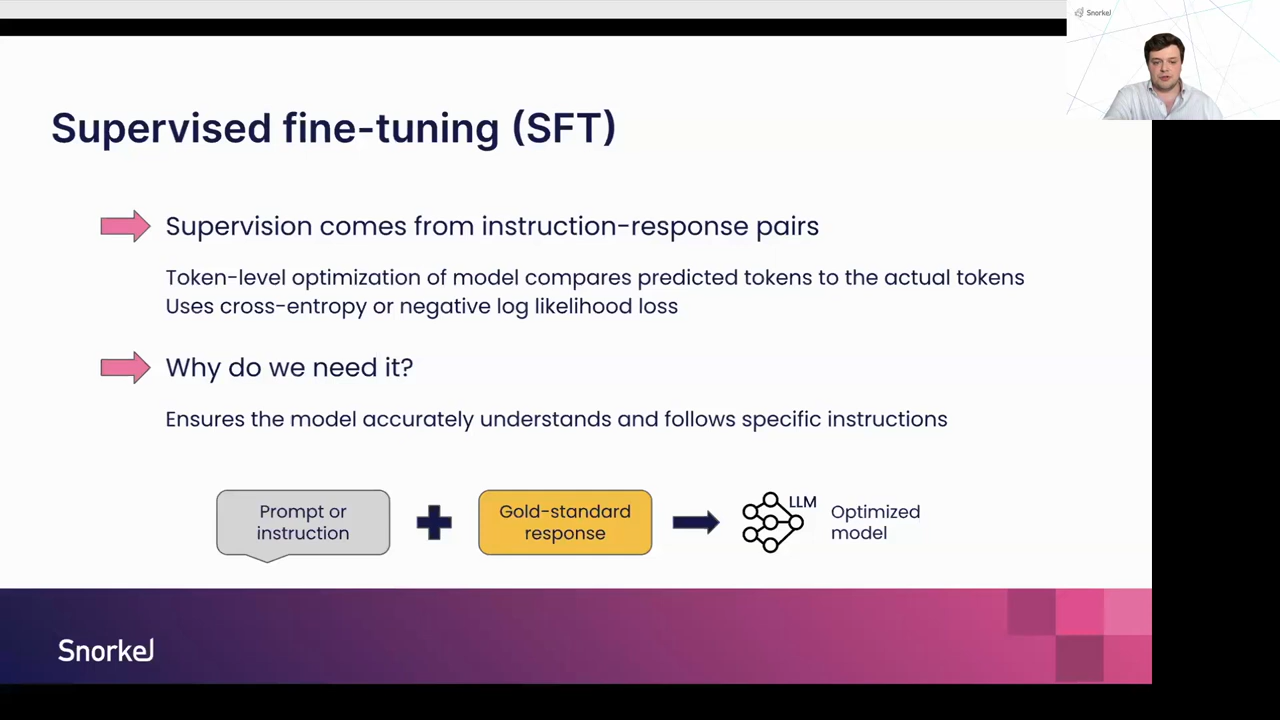 Snorkel
Supervised fine-tuning (SFT)
Supervision comes from instruction-response pairs
Token-level optimization of model compares predicted tokens to the actual tokens
Uses cross-entropy or negative log likelihood loss
Why do we need it?
Ensures the model accurately understands and follows specific instructions
Prompt or
instruction
Gold-standard
response
LLM
Optimized
model
Snorkel